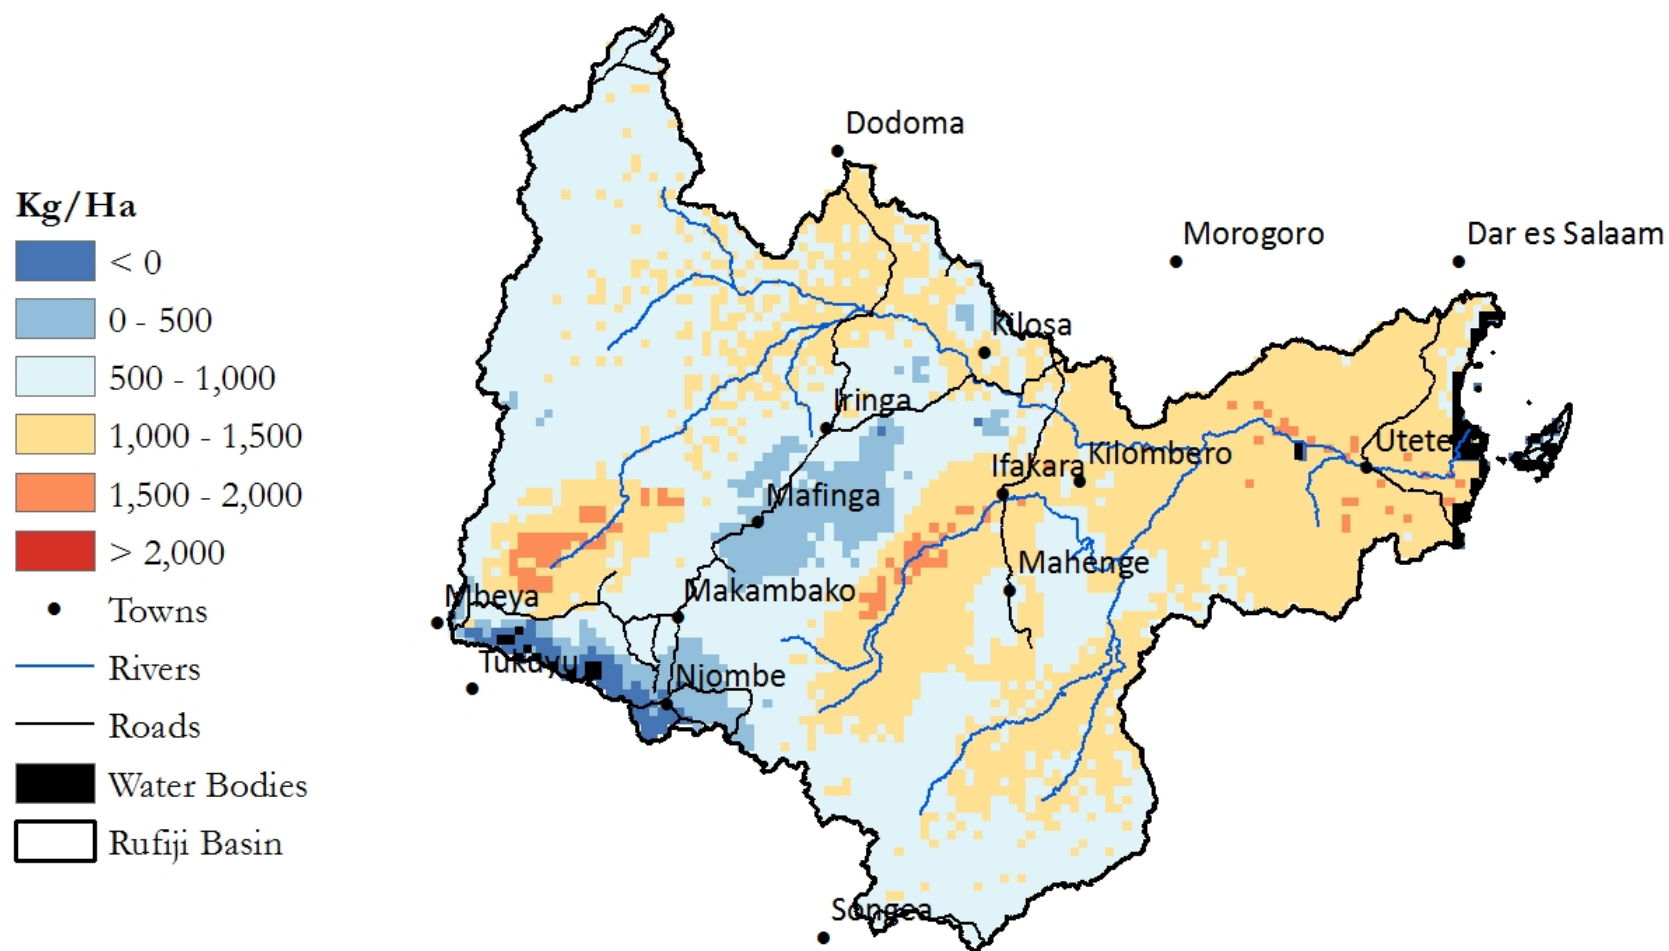 Kg/Ha
< 0
0 - 500
500 - 1,000
1,000 - 1,500
1,500 - 2,000
> 2,000
Towns
Rivers
Roads
Water Bodies
Rufiji Basin
Dodoma
Morogoro
Dar es Salaam
Kilosa
Iringa
Utete
Ifakara
Kilombero
Mafinga
Mahenge
Makambako
Mbeya
Tukuyu
Njombe
Songea